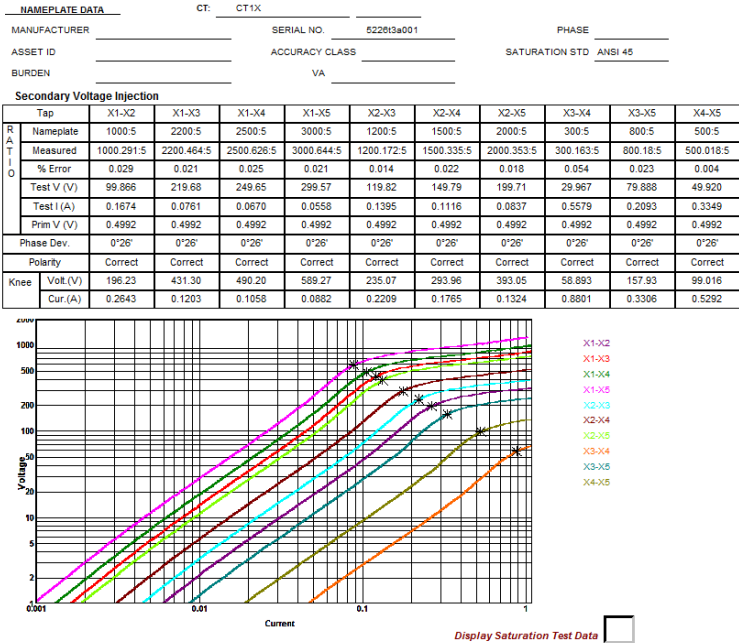 NAMEPLATE DATA CT: CT1X
MANUFACTURER SERIAL NO. 5226t3a001 PHASE
ASSET ID ACCURACY CLASS SATURATION STD ANSI 45
BURDEN VA
Secondary Voltage Injection
Tap X1-X2 X1-X3 X1-X4 X1-X5 X2-X3 X2-X4 X2-X5 X3-X4 X3-X5 X4-X5
RATIO
Nameplate 1000:5 2200:5 2500:5 3000:5 1200:5 1500:5 2000:5 300:5 800:5 500:5
Measured 1000.291:5 2200.464:5 2500.626:5 3000.644:5 1200.172:5 1500.335:5 2000.353:5 300.163:5 800.18:5 500.018:5
% Error 0.029 0.021 0.025 0.021 0.014 0.022 0.018 0.054 0.023 0.004
Test V (V) 99.866 219.68 249.65 299.57 119.82 149.79 199.71 29.967 79.888 49.920
Test I (A) 0.1674 0.0761 0.0670 0.0558 0.1395 0.1116 0.0837 0.5579 0.2093 0.3349
Prim V (V) 0.4992 0.4992 0.4992 0.4992 0.4992 0.4992 0.4992 0.4992 0.4992 0.4992
Phase Dev. 0°26' 0°26' 0°26' 0°26' 0°26' 0°26' 0°26' 0°26' 0°26' 0°26'
Polarity Correct Correct Correct Correct Correct Correct Correct Correct Correct Correct
Knee Volt.(V) 196.23 431.30 490.20 589.27 235.07 293.96 393.05 58.893 157.93 99.016
Cur.(A) 0.2643 0.1203 0.1058 0.0882 0.2209 0.1765 0.1324 0.8801 0.3306 0.5292
2000
1000
500
200
100
50
20
10
5
2
1
Voltage
0.001 0.01 0.1 1
Current
X1-X2
X1-X3
X1-X4
X1-X5
X2-X3
X2-X4
X2-X5
X3-X4
X3-X5
X4-X5
Display Saturation Test Data